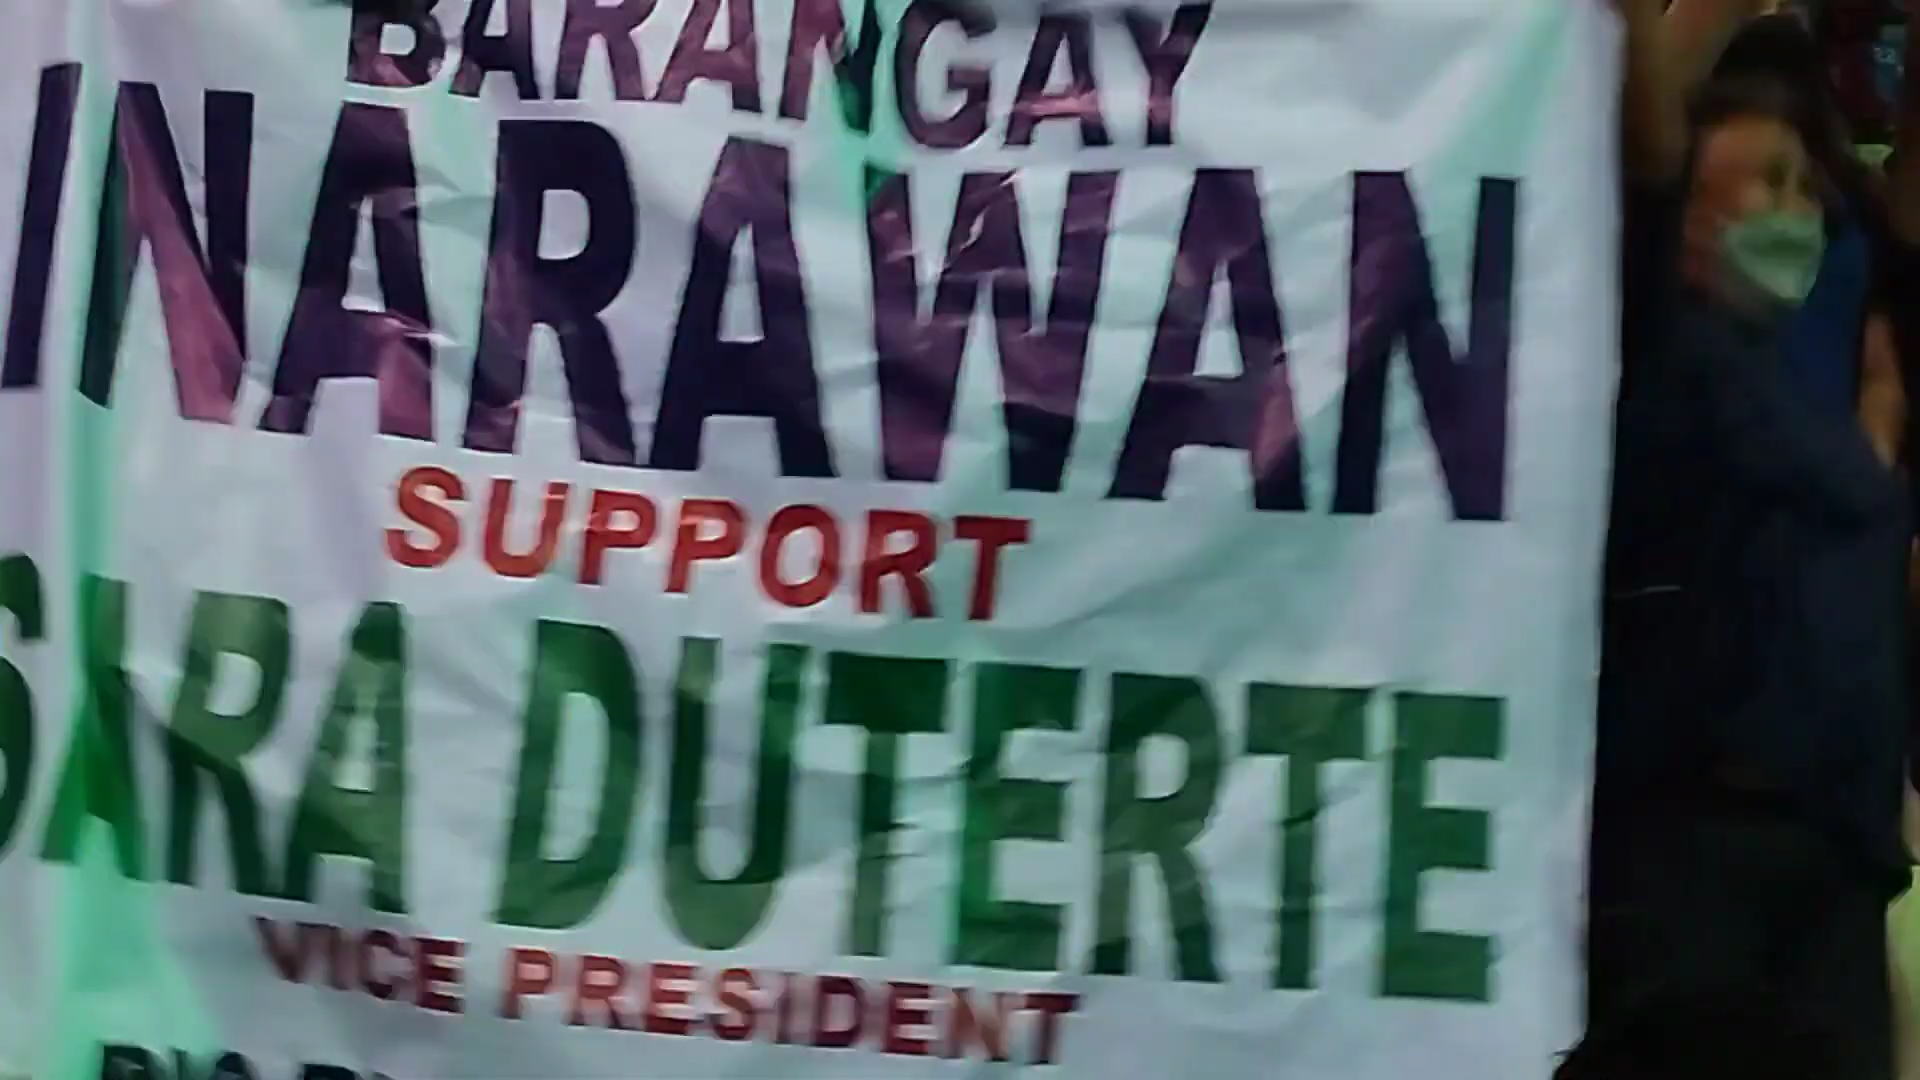 BARANGAY
INARAWAN
SUPPORT
SARA DUTERTE
VICE PRESIDENT